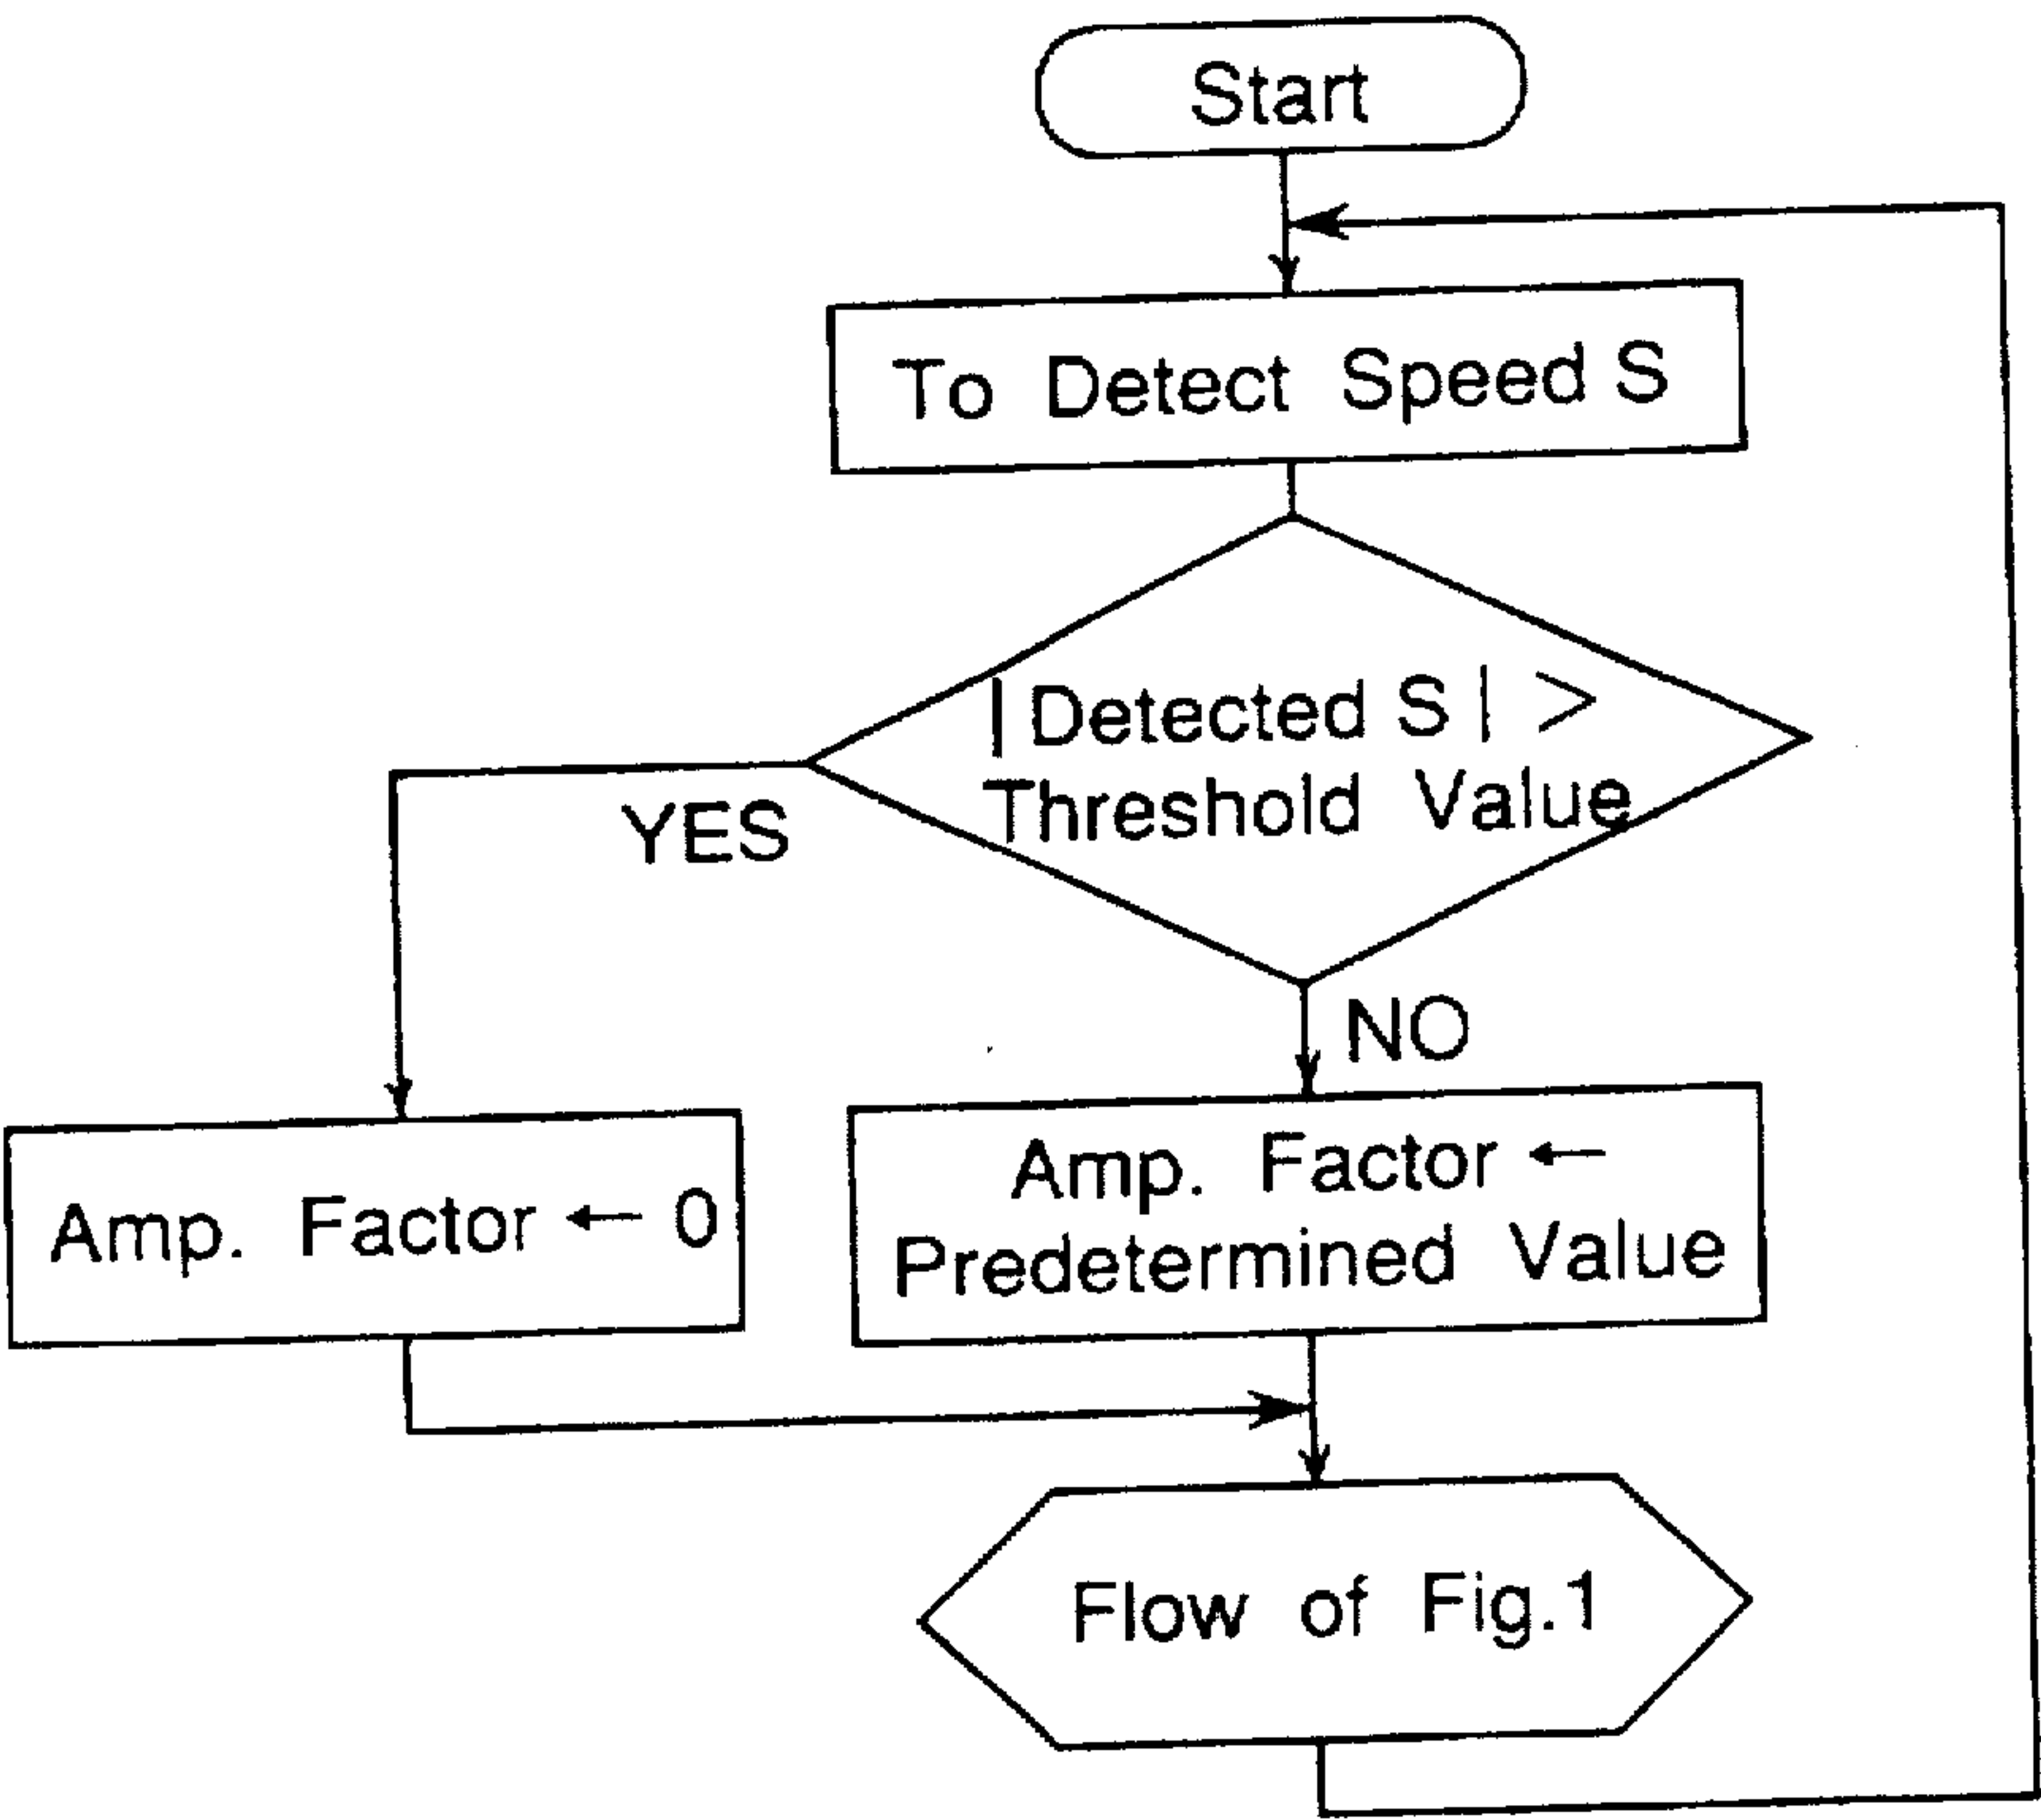 Start
To Detect Speed S
| Detected S | >
Threshold Value
YES
NO
Amp. Factor ← 0
Amp. Factor ←
Predetermined Value
Flow of Fig.1